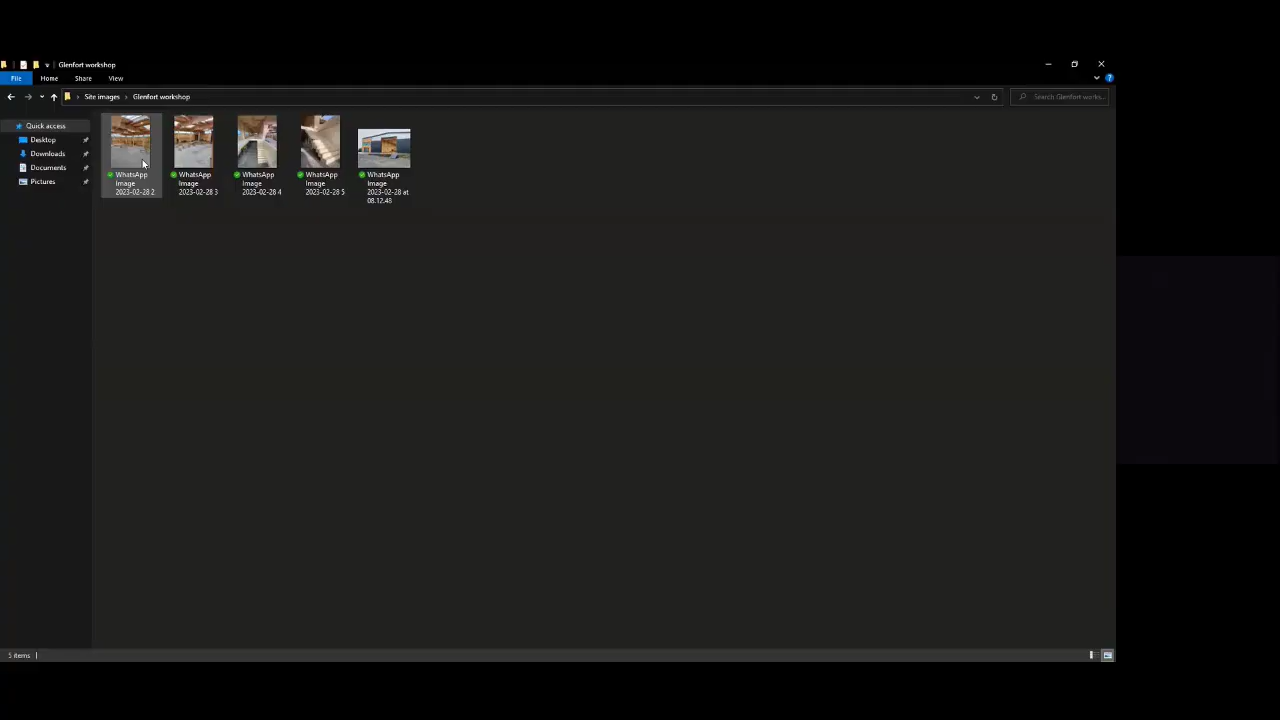 Glenfort workshop
File Home Share View
Site images > Glenfort workshop
Search Glenfort works...
Quick access
Desktop
Downloads
Documents
Pictures
WhatsApp Image 2023-02-28 2
WhatsApp Image 2023-02-28 3
WhatsApp Image 2023-02-28 4
WhatsApp Image 2023-02-28 5
WhatsApp Image 2023-02-28 at 08.12.48
5 items